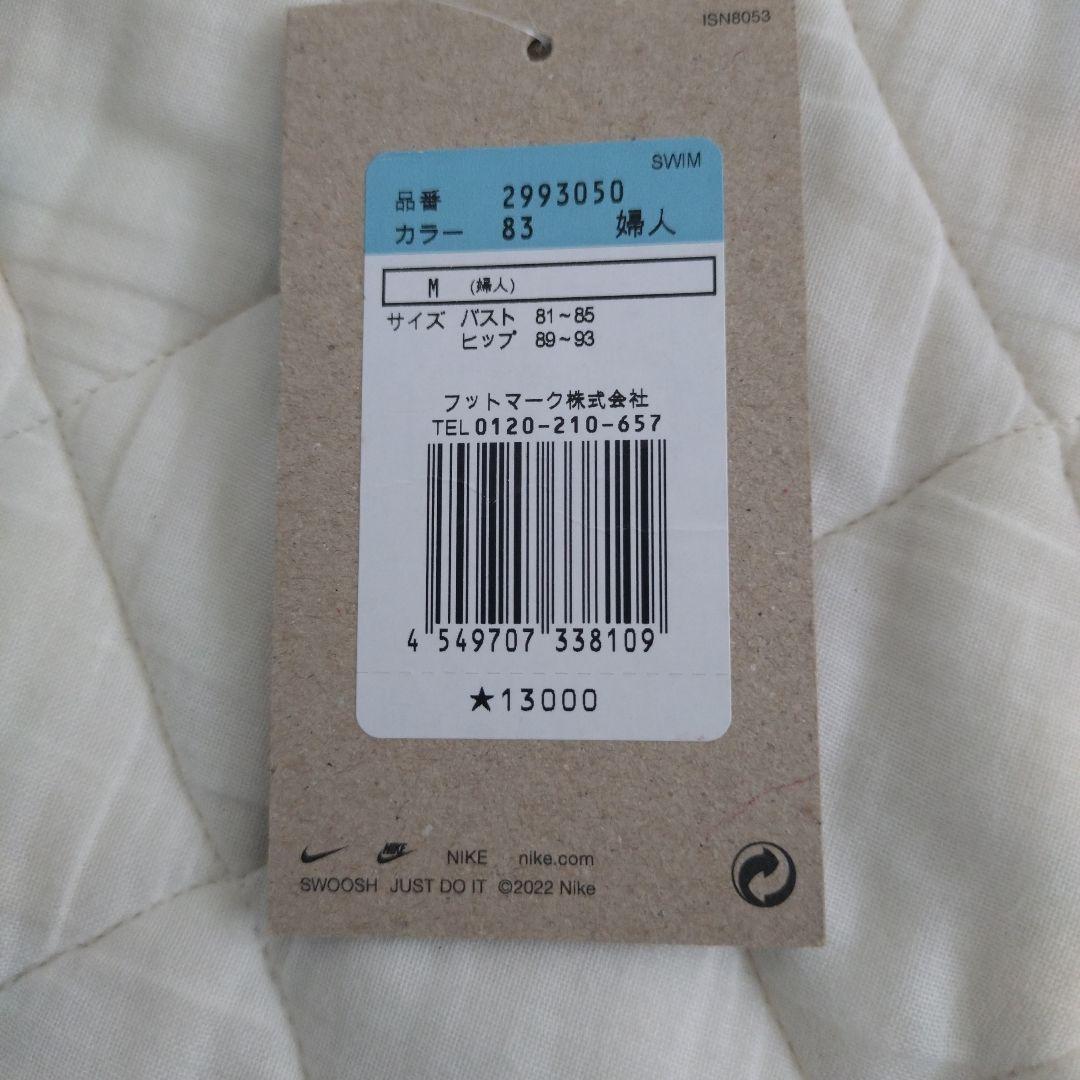 ISN8053
SWIM
品番 2993050
カラー 83 婦人
M (婦人)
サイズ バスト 81~85
ヒップ 89~93
フットマーク株式会社
TEL 0120-210-657
4 549707 338109
★13000
NIKE NIKE nike.com
SWOOSH JUST DO IT ©2022 Nike